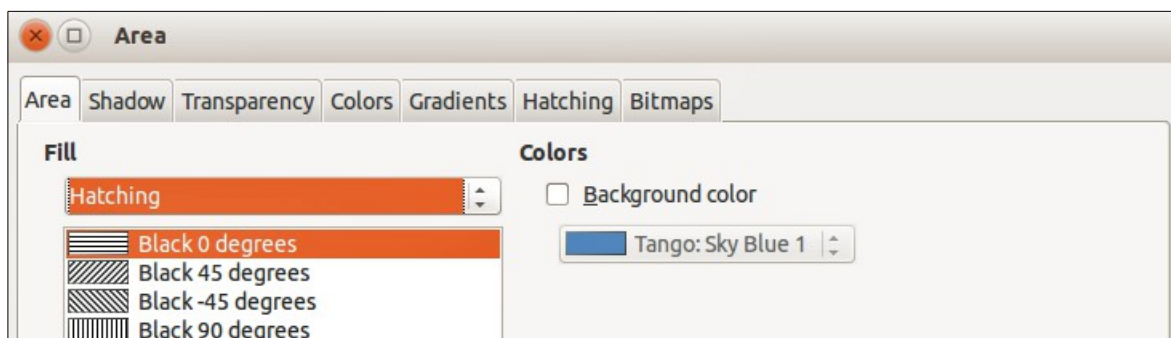 Area
Area Shadow Transparency Colors Gradients Hatching Bitmaps
Fill
Hatching
Black 0 degrees
Black 45 degrees
Black -45 degrees
Black 90 degrees
Colors
Background color
Tango: Sky Blue 1